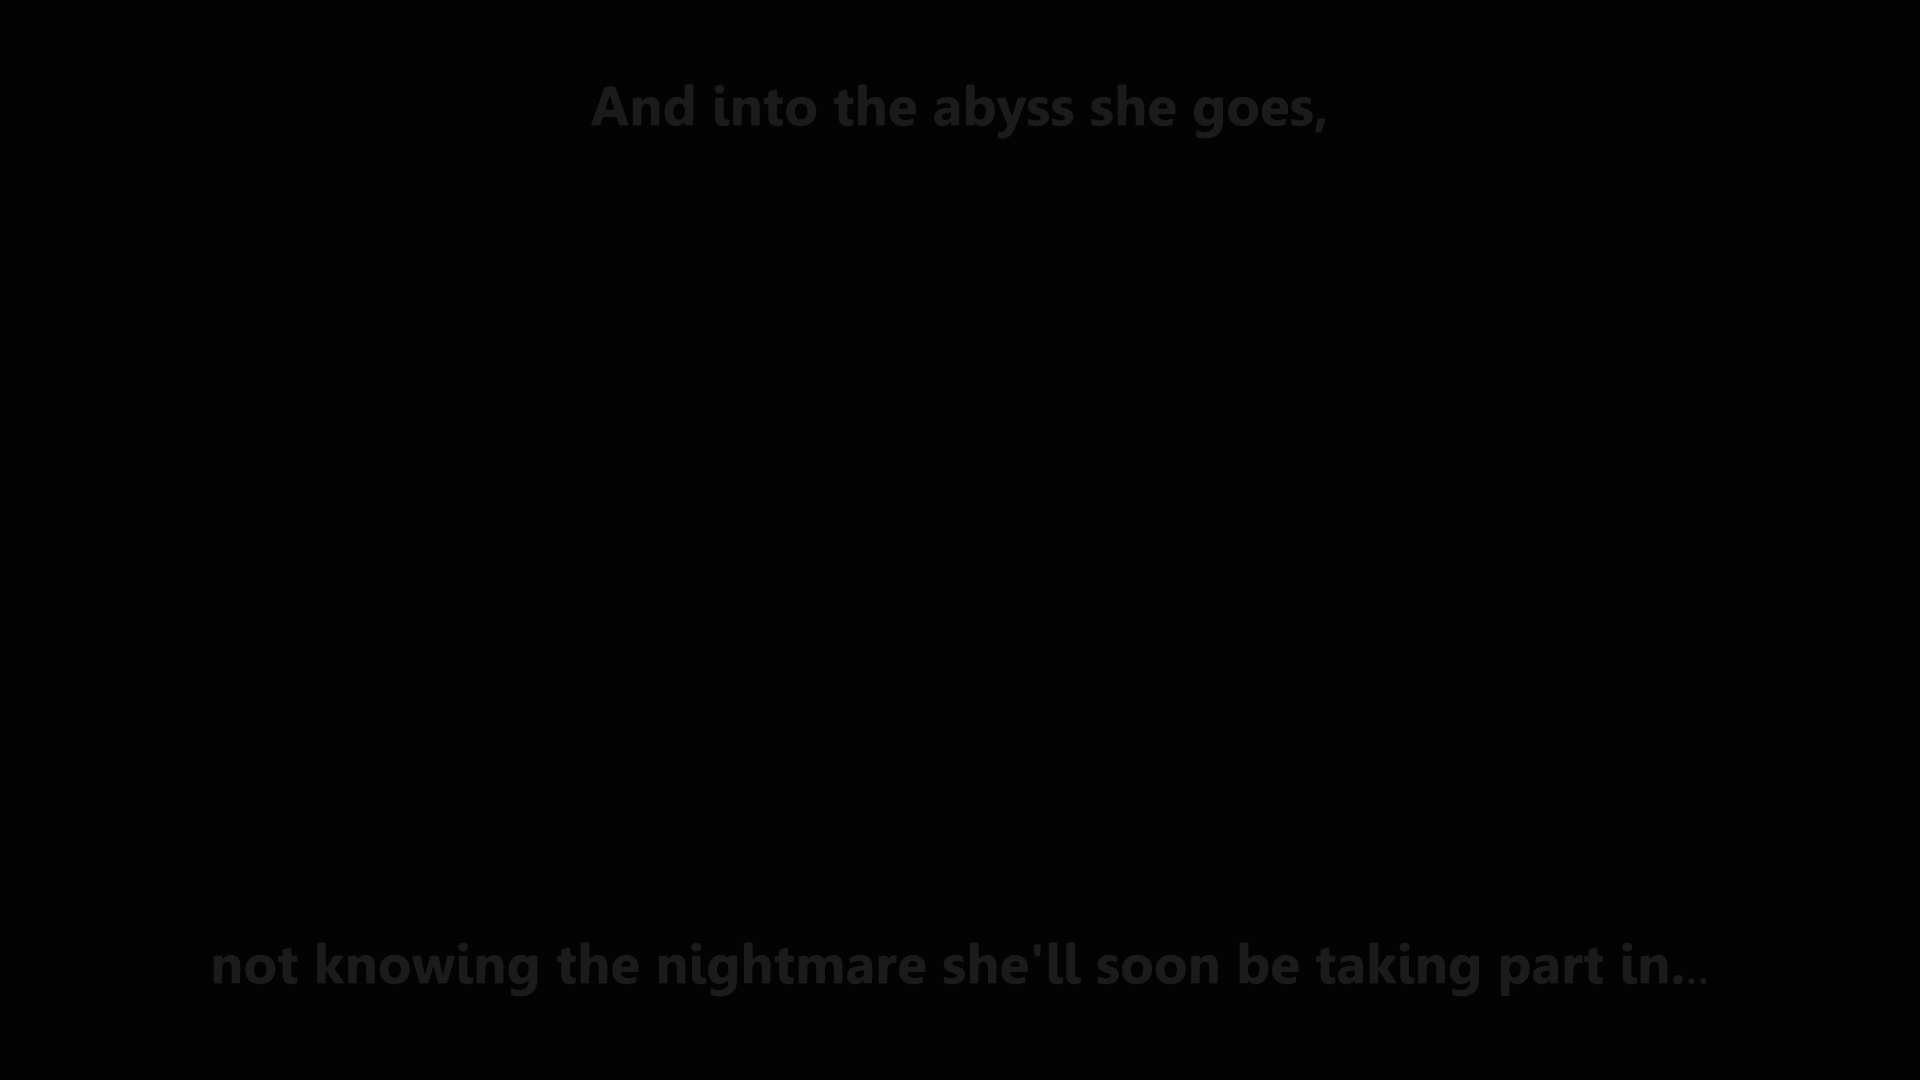 And into the abyss she goes,
not knowing the nightmare she'll soon be taking part in...